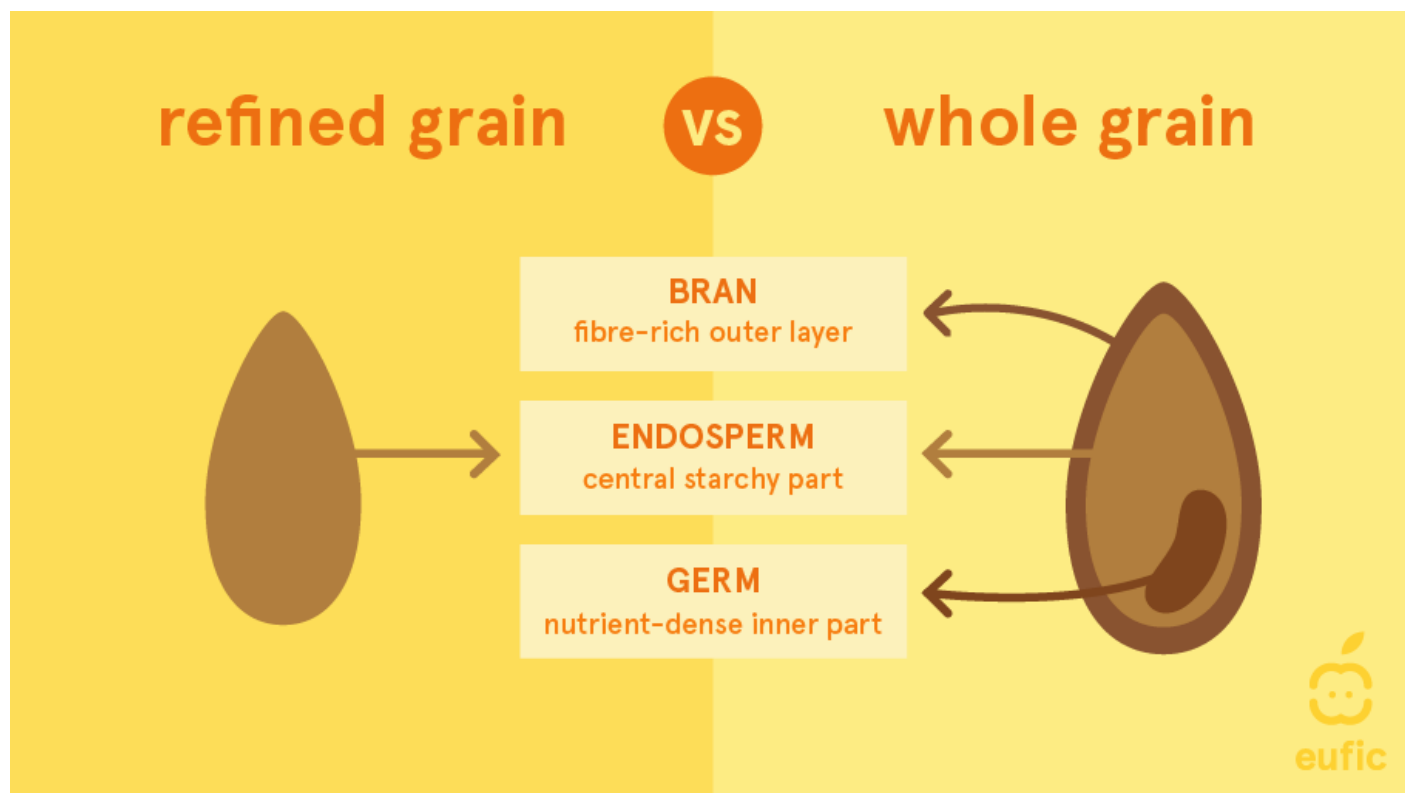 refined grain
vs
whole grain
BRAN
fibre-rich outer layer
ENDOSPERM
central starchy part
GERM
nutrient-dense inner part
eufic